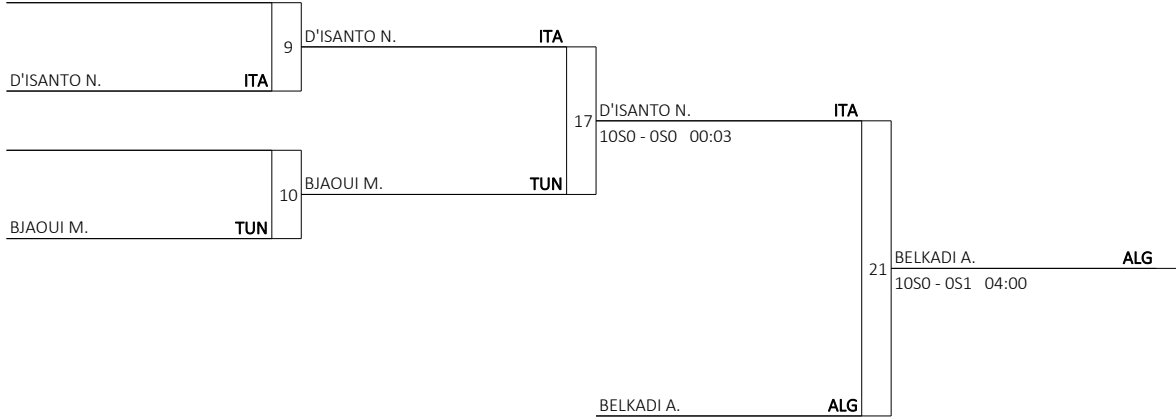 9 D'ISANTO N. ITA
D'ISANTO N. ITA
17 D'ISANTO N. ITA
10S0 - 0S0 00:03
10 BJAOUI M. TUN
BJAOUI M. TUN
21 BELKADI A. ALG
10S0 - 0S1 04:00
BELKADI A. ALG